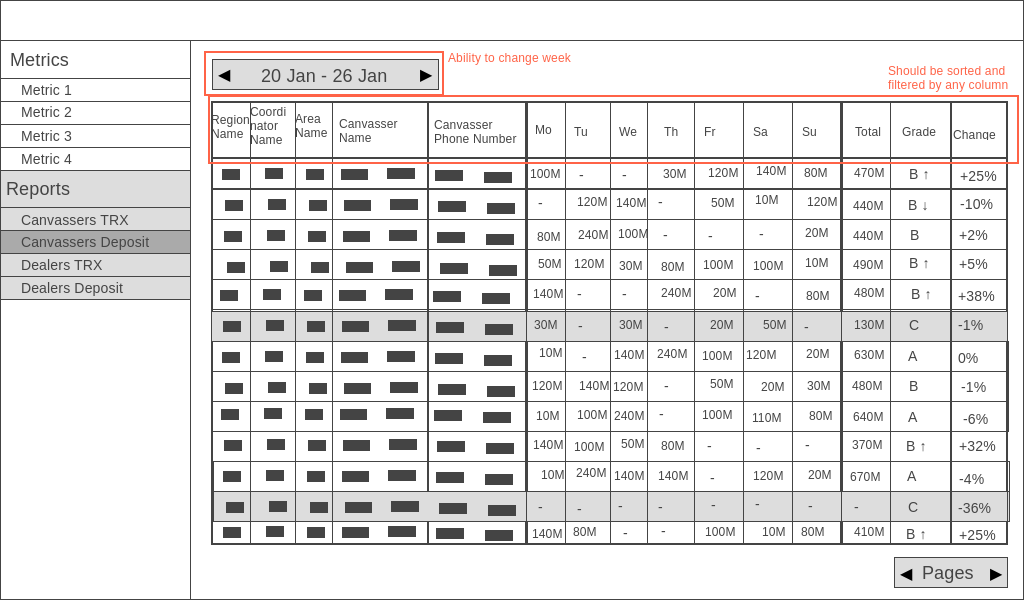 Metrics
Metric 1
Metric 2
Metric 3
Metric 4
Reports
Canvassers TRX
Canvassers Deposit
Dealers TRX
Dealers Deposit
◀ 20 Jan - 26 Jan ▶
Ability to change week
Should be sorted and
filtered by any column
Region
Name
Coordi
nator
Name
Area
Name
Canvasser
Name
Canvasser
Phone Number
Mo Tu We Th Fr Sa Su Total Grade Change
100M - - 30M 120M 140M 80M 470M B ↑ +25%
- 120M 140M - 50M 10M 120M 440M B ↓ -10%
80M 240M 100M - - - 20M 440M B +2%
50M 120M 30M 80M 100M 100M 10M 490M B ↑ +5%
140M - - 240M 20M - 80M 480M B ↑ +38%
30M - 30M - 20M 50M - 130M C -1%
10M - 140M 240M 100M 120M 20M 630M A 0%
120M 140M 120M - 50M 20M 30M 480M B -1%
10M 100M 240M - 100M 110M 80M 640M A -6%
140M 100M 50M 80M - - - 370M B ↑ +32%
10M 240M 140M 140M - 120M 20M 670M A -4%
- - - - - - - - C -36%
140M 80M - - 100M 10M 80M 410M B ↑ +25%
◀ Pages ▶